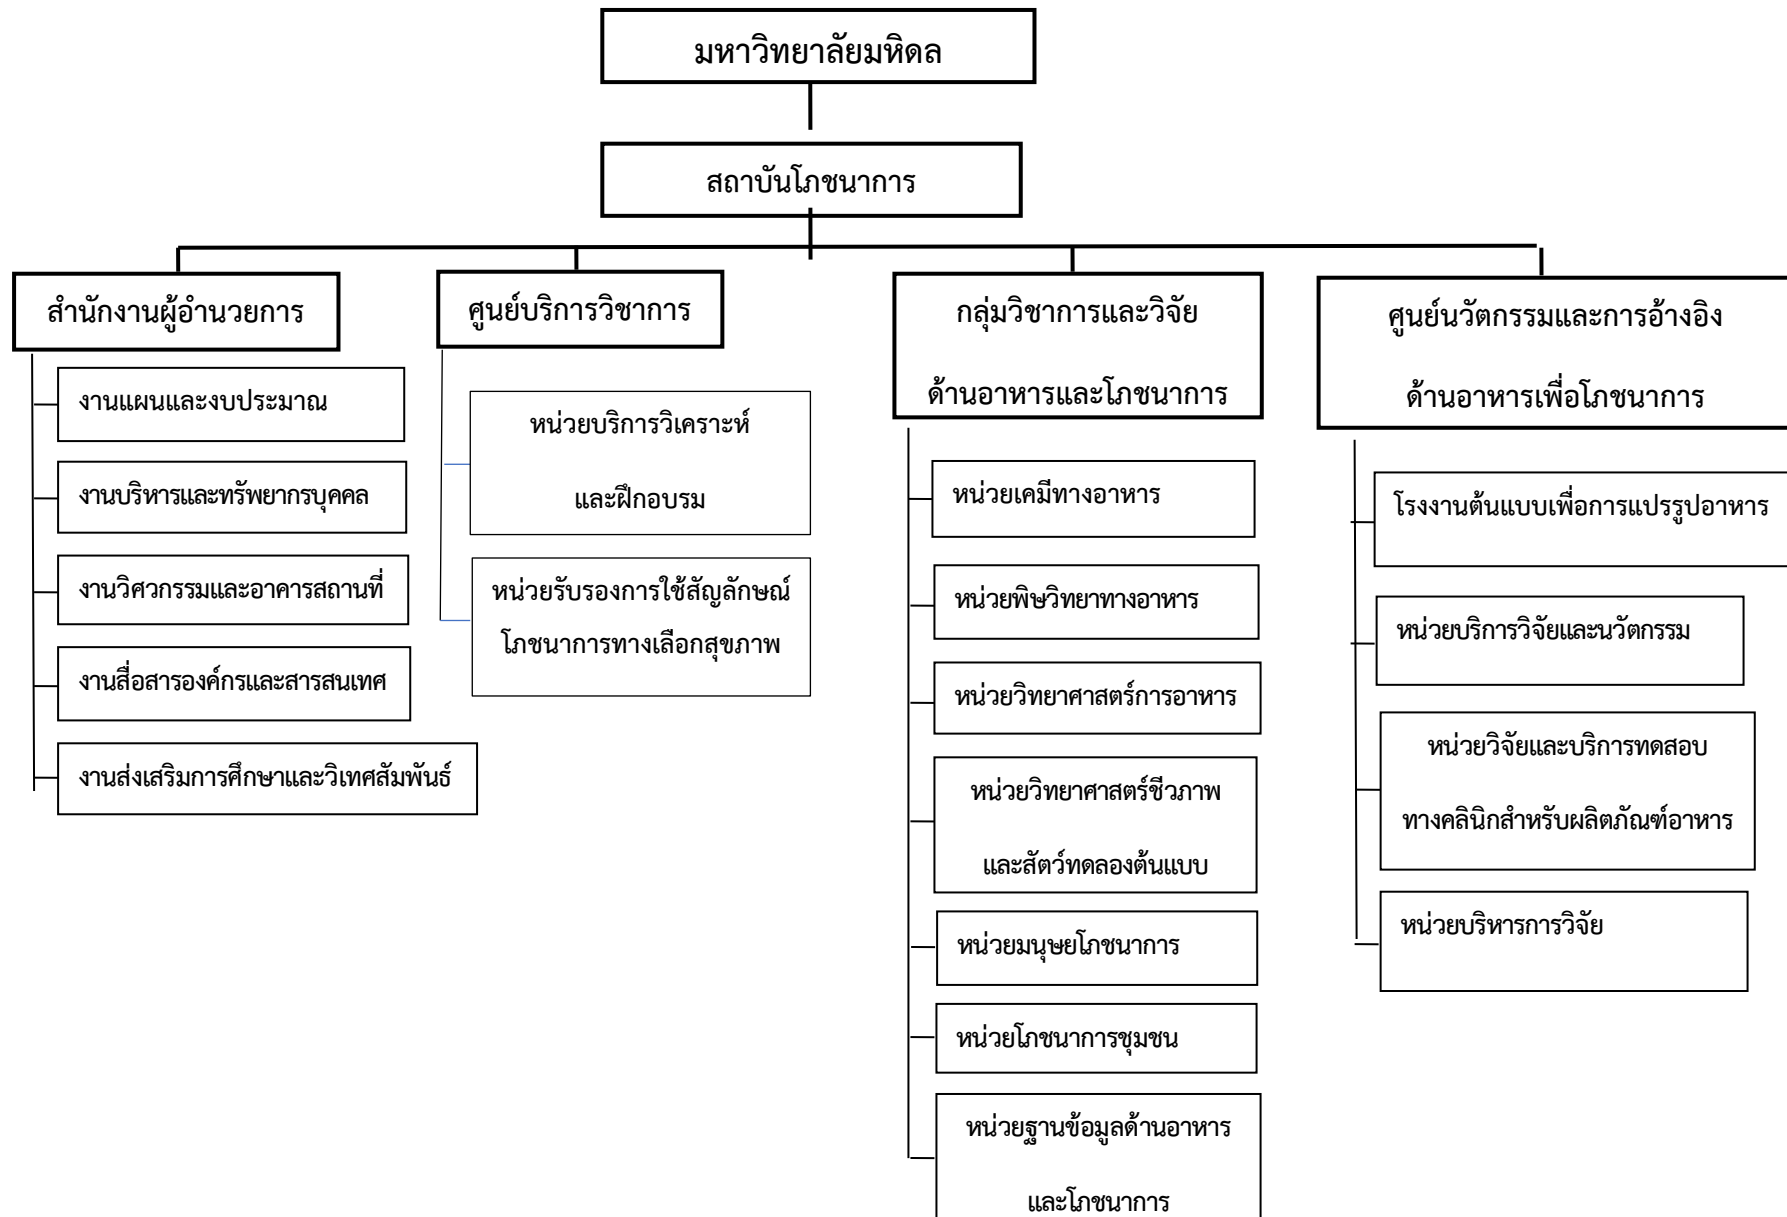 มหาวิทยาลัยมหิดล
สถาบันโภชนาการ
สำนักงานผู้อำนวยการ
งานแผนและงบประมาณ
งานบริหารและทรัพยากรบุคคล
งานวิศวกรรมและอาคารสถานที่
งานสื่อสารองค์กรและสารสนเทศ
งานส่งเสริมการศึกษาและวิเทศสัมพันธ์
ศูนย์บริการวิชาการ
หน่วยบริการวิเคราะห์
และฝึกอบรม
หน่วยรับรองการใช้สัญลักษณ์
โภชนาการทางเลือกสุขภาพ
กลุ่มวิชาการและวิจัย
ด้านอาหารและโภชนาการ
หน่วยเคมีทางอาหาร
หน่วยพิษวิทยาทางอาหาร
หน่วยวิทยาศาสตร์การอาหาร
หน่วยวิทยาศาสตร์ชีวภาพ
และสัตว์ทดลองต้นแบบ
หน่วยมนุษยโภชนาการ
หน่วยโภชนาการชุมชน
หน่วยฐานข้อมูลด้านอาหาร
และโภชนาการ
ศูนย์นวัตกรรมและการอ้างอิง
ด้านอาหารเพื่อโภชนาการ
โรงงานต้นแบบเพื่อการแปรรูปอาหาร
หน่วยบริการวิจัยและนวัตกรรม
หน่วยวิจัยและบริการทดสอบ
ทางคลินิกสำหรับผลิตภัณฑ์อาหาร
หน่วยบริหารการวิจัย